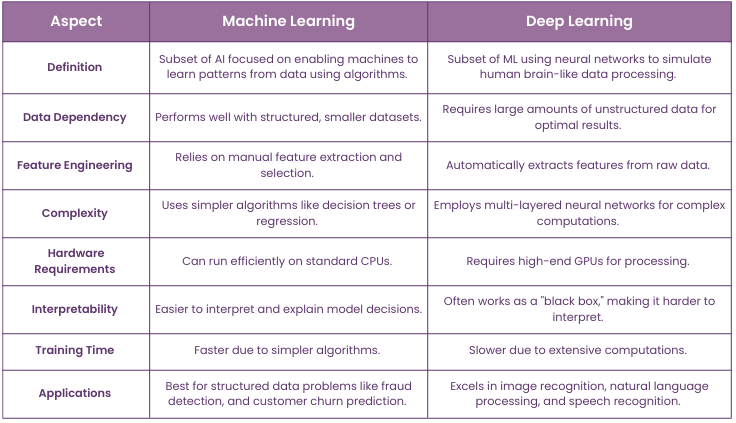 Aspect
Machine Learning
Deep Learning
Definition
Subset of AI focused on enabling machines to
learn patterns from data using algorithms.
Subset of ML using neural networks to simulate
human brain-like data processing.
Data Dependency
Performs well with structured, smaller datasets.
Requires large amounts of unstructured data for
optimal results.
Feature Engineering
Relies on manual feature extraction and
selection.
Automatically extracts features from raw data.
Complexity
Uses simpler algorithms like decision trees or
regression.
Employs multi-layered neural networks for complex
computations.
Hardware
Requirements
Can run efficiently on standard CPUs.
Requires high-end GPUs for processing.
Interpretability
Easier to interpret and explain model decisions.
Often works as a "black box," making it harder to
interpret.
Training Time
Faster due to simpler algorithms.
Slower due to extensive computations.
Applications
Best for structured data problems like fraud
detection, and customer churn prediction.
Excels in image recognition, natural language
processing, and speech recognition.